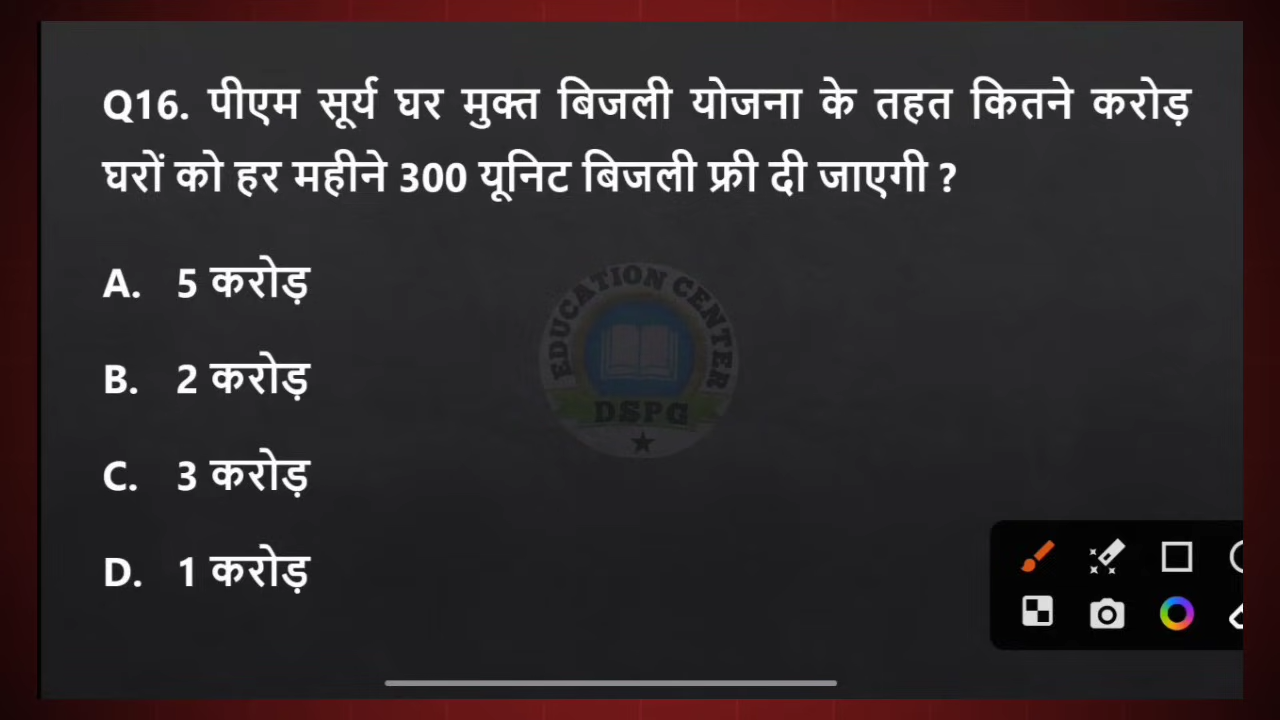 Q16. पीएम सूर्य घर मुक्त बिजली योजना के तहत कितने करोड़
घरों को हर महीने 300 यूनिट बिजली फ्री दी जाएगी ?
A. 5 करोड़
B. 2 करोड़
C. 3 करोड़
D. 1 करोड़
EDUCATION CENTER
DSPG